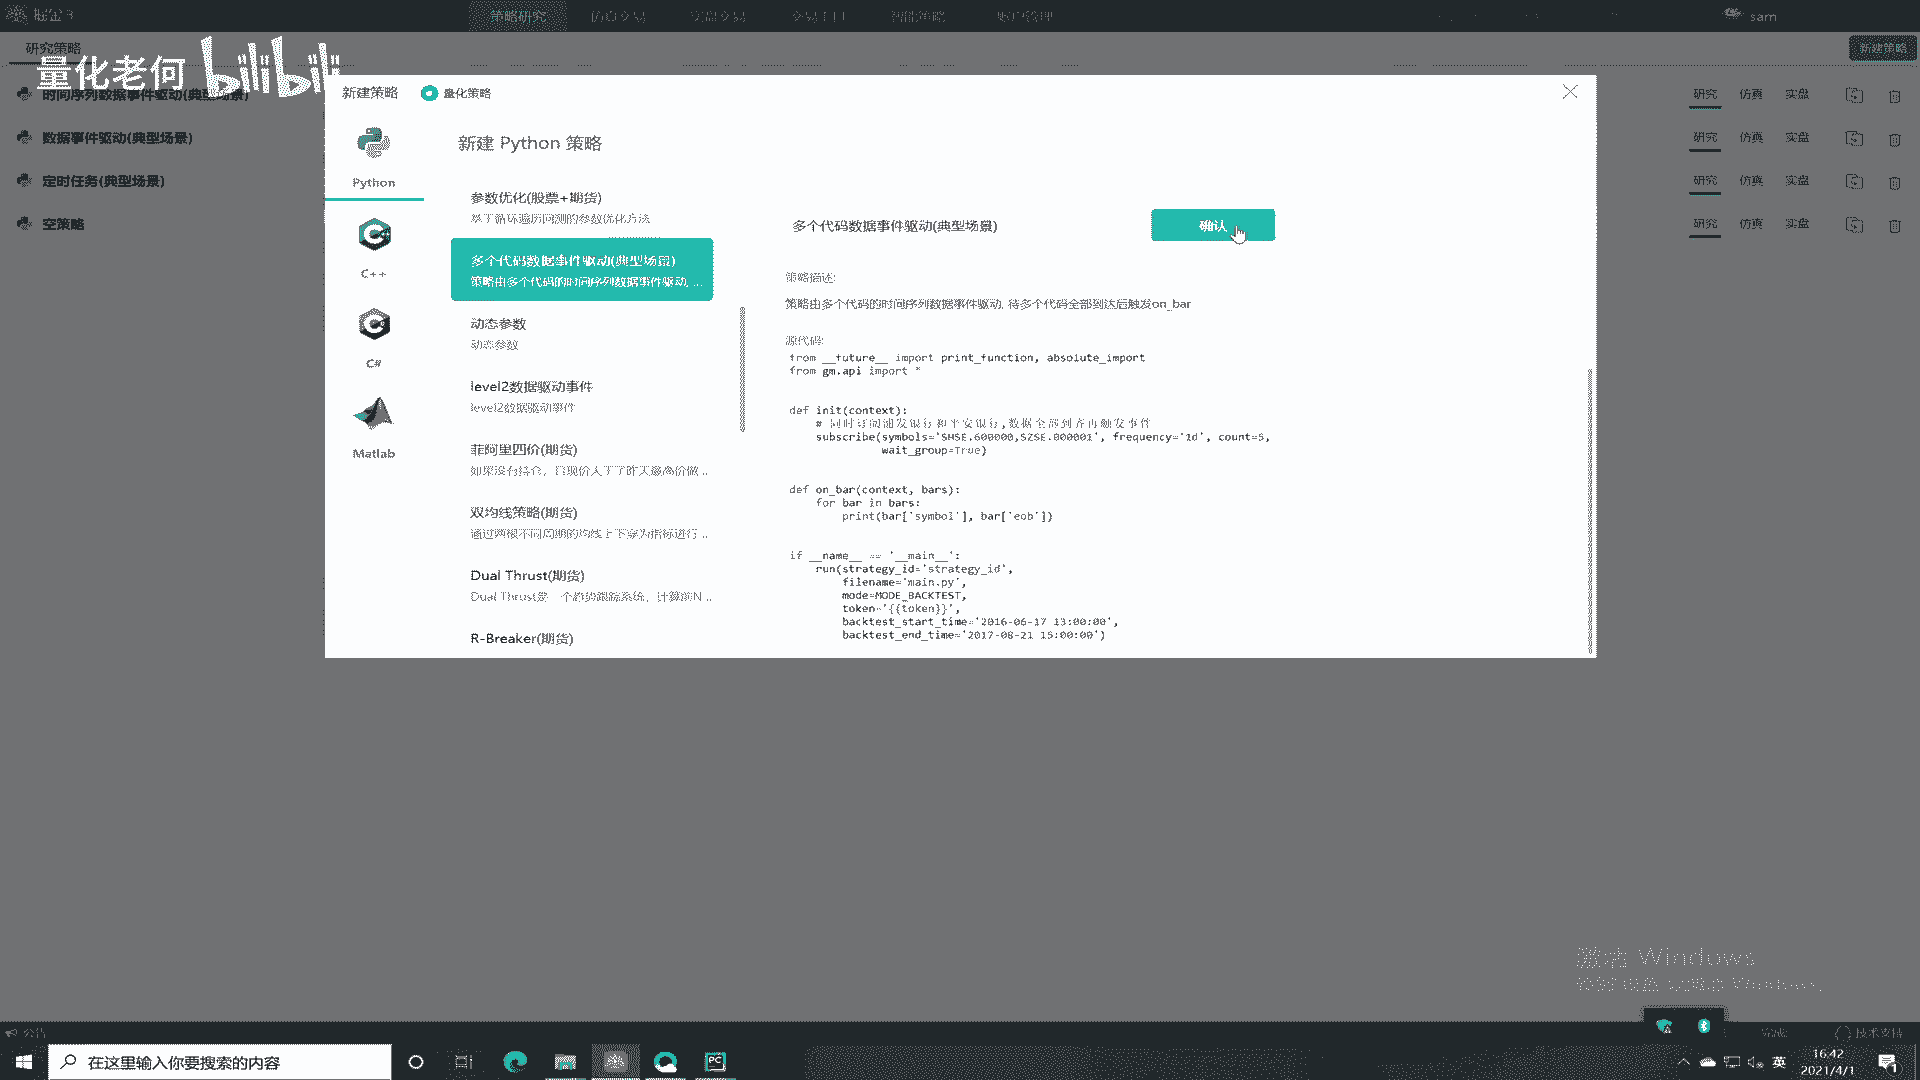 掘金 3
策略研究
仿真交易
实盘交易
交易工具
智能策略
账户管理
sam
研究策略
新建策略
量化老何 bilibili
时间序列数据事件驱动(典型场景)
研究 仿真 实盘
数据事件驱动(典型场景)
研究 仿真 实盘
定时任务(典型场景)
研究 仿真 实盘
空策略
研究 仿真 实盘
新建策略
量化策略
Python
C++
C#
Matlab
新建 Python 策略
参数优化(股票+期货)
基于循环遍历回测的参数优化方法
多个代码数据事件驱动(典型场景)
策略由多个代码的时间序列数据事件驱动, ...
动态参数
动态参数
level2数据驱动事件
level2数据驱动事件
菲阿里四价(期货)
如果没有持仓，且现价大于了昨天最高价做 ...
双均线策略(期货)
通过两根不同周期的均线上下穿为指标进行 ...
Dual Thrust(期货)
Dual Thrust是一个趋势跟踪系统，计算前N ...
R-Breaker(期货)
多个代码数据事件驱动(典型场景)
确认
策略描述:
策略由多个代码的时间序列数据事件驱动, 待多个代码全部到达后触发on_bar
源代码:
from __future__ import print_function, absolute_import
from gm.api import *
def init(context):
# 同时订阅浦发银行和平安银行,数据全部到齐再触发事件
subscribe(symbols='SHSE.600000,SZSE.000001', frequency='1d', count=5,
wait_group=True)
def on_bar(context, bars):
for bar in bars:
print(bar['symbol'], bar['eob'])
if __name__ == '__main__':
run(strategy_id='strategy_id',
filename='main.py',
mode=MODE_BACKTEST,
token='{{token}}',
backtest_start_time='2016-06-17 13:00:00',
backtest_end_time='2017-08-21 15:00:00')
激活 Windows
公告
技术支持
在这里输入你要搜索的内容
PC
英
16:42
2021/4/1